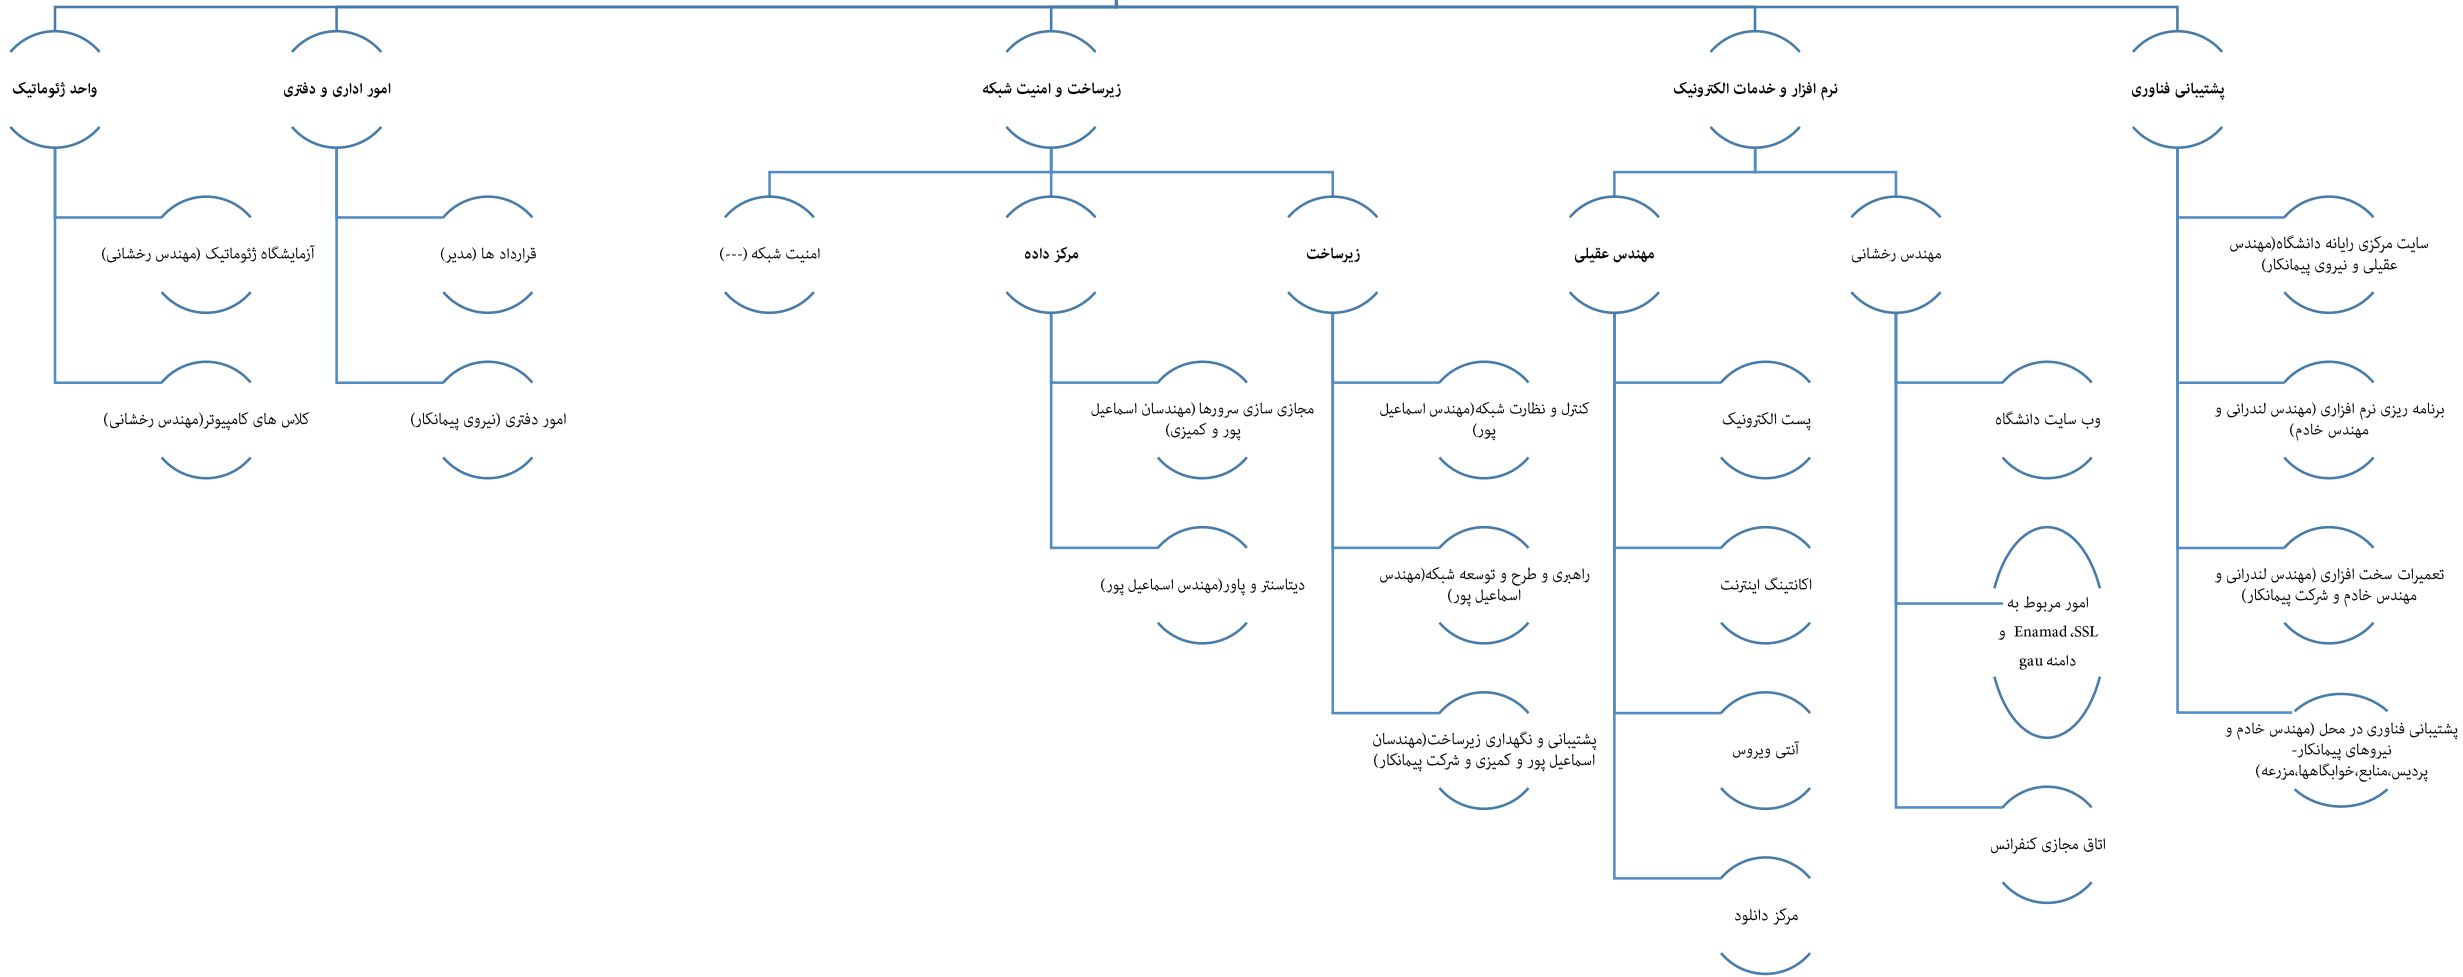 پشتیبانی فناوری
نرم افزار و خدمات الکترونیک
زیرساخت و امنیت شبکه
امور اداری و دفتری
واحد ژئوماتیک
سایت مرکزی رایانه دانشگاه(مهندس
عقیلی و نیروی پیمانکار)
برنامه ریزی نرم افزاری (مهندس لندرانی و
مهندس خادم)
تعمیرات سخت افزاری (مهندس لندرانی و
مهندس خادم و شرکت پیمانکار)
پشتیبانی فناوری در محل (مهندس خادم و
نیروهای پیمانکار-
پردیس،منابع،خوابگاهها،مزرعه)
مهندس رخشانی
وب سایت دانشگاه
امور مربوط به
Enamad ،SSL و
دامنه gau
اتاق مجازی کنفرانس
مهندس عقیلی
پست الکترونیک
اکانتینگ اینترنت
آنتی ویروس
مرکز دانلود
زیرساخت
کنترل و نظارت شبکه(مهندس اسماعیل
پور)
راهبری و طرح و توسعه شبکه(مهندس
اسماعیل پور)
پشتیبانی و نگهداری زیرساخت(مهندسان
اسماعیل پور و کمیزی و شرکت پیمانکار)
مرکز داده
مجازی سازی سرورها (مهندسان اسماعیل
پور و کمیزی)
دیتاسنتر و پاور(مهندس اسماعیل پور)
امنیت شبکه (---)
قرارداد ها (مدیر)
امور دفتری (نیروی پیمانکار)
آزمایشگاه ژئوماتیک (مهندس رخشانی)
کلاس های کامپیوتر(مهندس رخشانی)